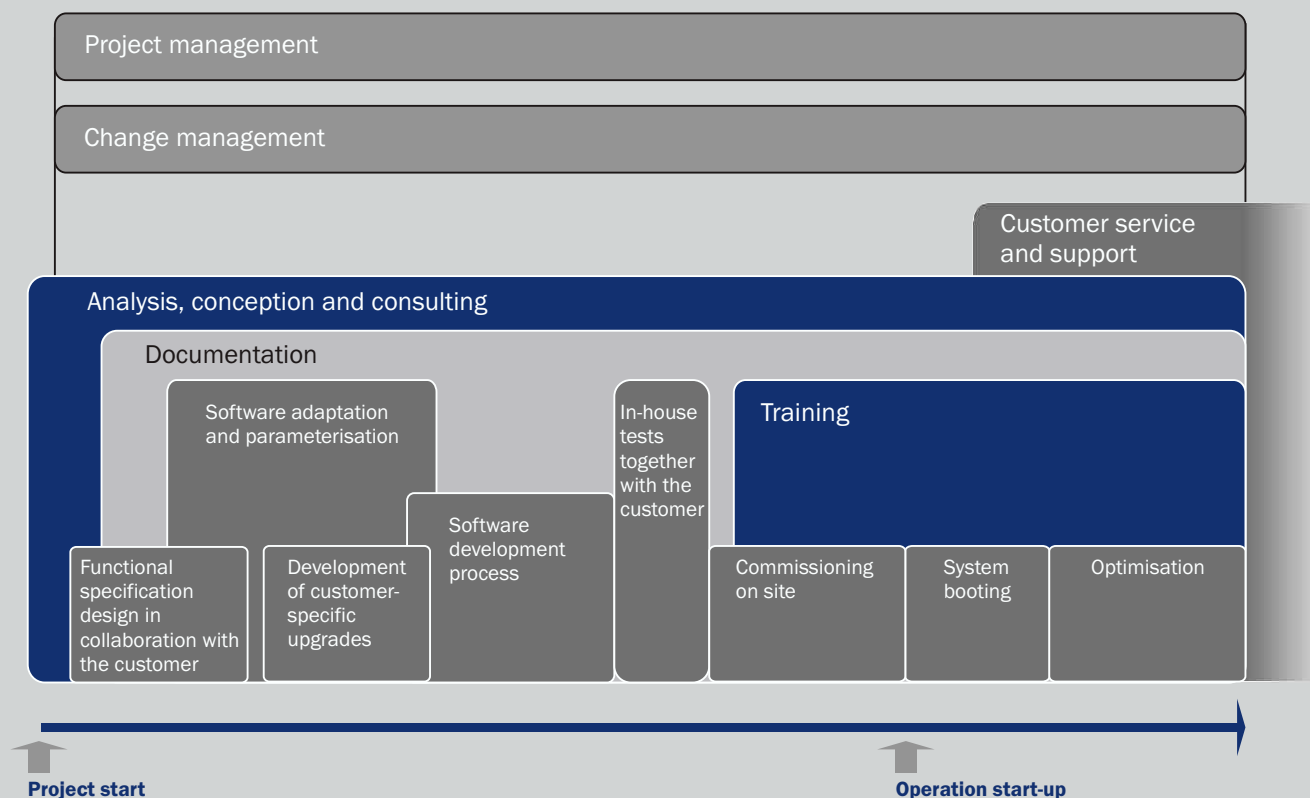 Project management
Change management
Customer service
and support
Analysis, conception and consulting
Documentation
Software adaptation
and parameterisation
In-house
tests
together
with the
customer
Training
Software
development
process
Functional
specification
design in
collaboration with
the customer
Development
of customer-
specific
upgrades
Commissioning
on site
System
booting
Optimisation
Project start
Operation start-up